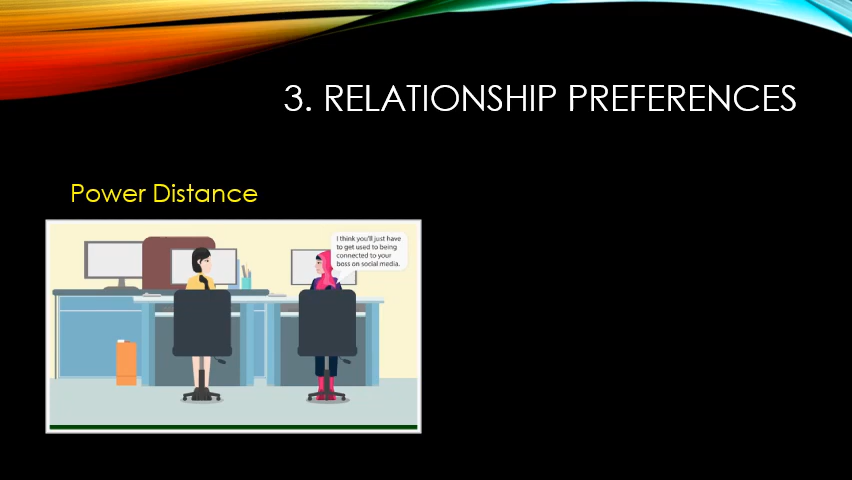 3. RELATIONSHIP PREFERENCES
Power Distance
I think you'll just have
to get used to being
connected to your
boss on social media.